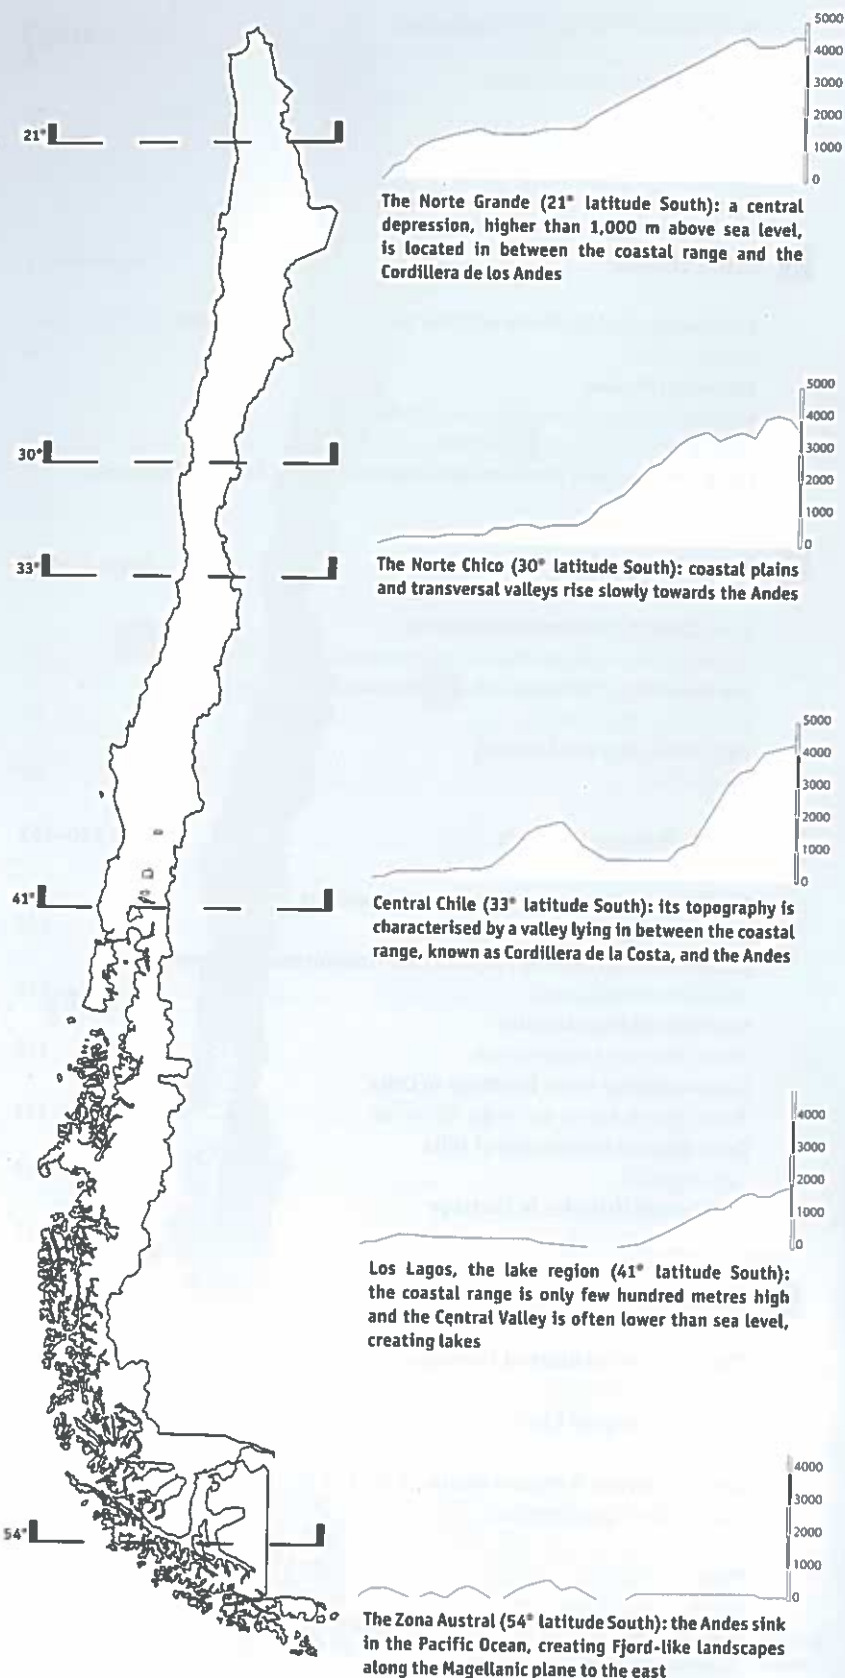 5000
4000
3000
2000
1000
0
21°
The Norte Grande (21° latitude South): a central
depression, higher than 1,000 m above sea level,
is located in between the coastal range and the
Cordillera de los Andes
5000
4000
3000
2000
1000
0
30°
33°
The Norte Chico (30° latitude South): coastal plains
and transversal valleys rise slowly towards the Andes
5000
4000
3000
2000
1000
0
41°
Central Chile (33° latitude South): its topography is
characterised by a valley lying in between the coastal
range, known as Cordillera de la Costa, and the Andes
4000
3000
2000
1000
0
Los Lagos, the lake region (41° latitude South):
the coastal range is only few hundred metres high
and the Central Valley is often lower than sea level,
creating lakes
4000
3000
2000
1000
0
54°
The Zona Austral (54° latitude South): the Andes sink
in the Pacific Ocean, creating Fjord-like landscapes
along the Magellanic plane to the east